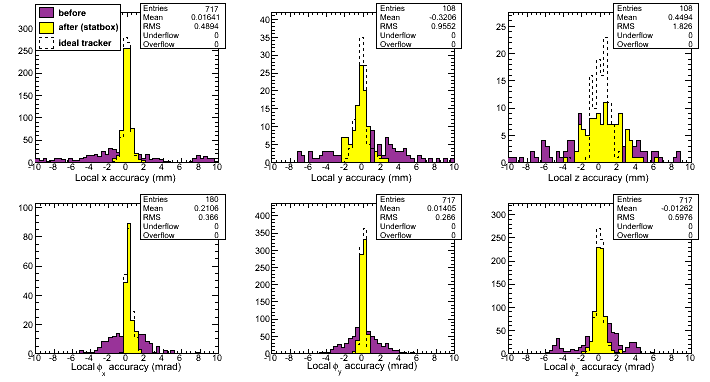 before
after (statbox)
ideal tracker
Entries 717
Mean 0.01641
RMS 0.4894
Underflow 0
Overflow 0
300
250
200
150
100
50
0
-10 -8 -6 -4 -2 0 2 4 6 8 10
Local x accuracy (mm)
Entries 108
Mean -0.3206
RMS 0.9552
Underflow 0
Overflow 0
40
35
30
25
20
15
10
5
0
-10 -8 -6 -4 -2 0 2 4 6 8 10
Local y accuracy (mm)
Entries 108
Mean 0.4494
RMS 1.826
Underflow 0
Overflow 0
25
20
15
10
5
0
-10 -8 -6 -4 -2 0 2 4 6 8 10
Local z accuracy (mm)
Entries 180
Mean 0.2106
RMS 0.366
Underflow 0
Overflow 0
100
80
60
40
20
0
-10 -8 -6 -4 -2 0 2 4 6 8 10
Local ϕx accuracy (mrad)
Entries 717
Mean 0.01405
RMS 0.266
Underflow 0
Overflow 0
400
350
300
250
200
150
100
50
0
-10 -8 -6 -4 -2 0 2 4 6 8 10
Local ϕy accuracy (mrad)
Entries 717
Mean -0.01262
RMS 0.5976
Underflow 0
Overflow 0
300
250
200
150
100
50
0
-10 -8 -6 -4 -2 0 2 4 6 8 10
Local ϕz accuracy (mrad)